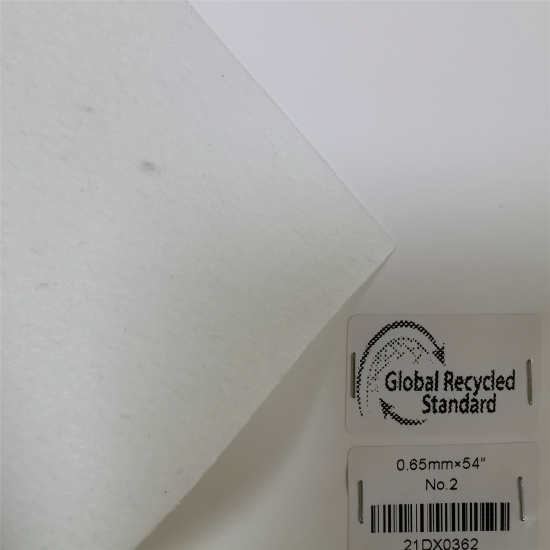 Global Recycled
Standard
0.65mm×54"
No.2
21DX0362